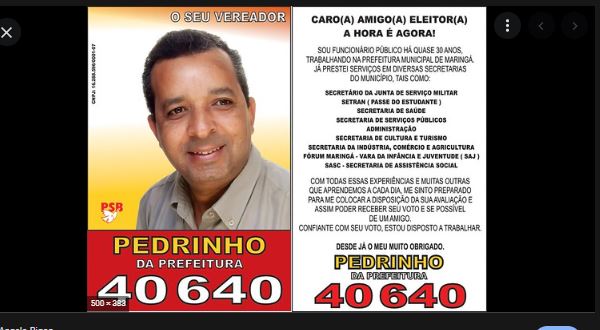 O SEU VEREADOR
PSB
PEDRINHO
DA PREFEITURA
40 640
500 × 383
CARO(A) AMIGO(A) ELEITOR(A)
A HORA É AGORA!
SOU FUNCIONÁRIO PÚBLICO HÁ QUASE 30 ANOS,
TRABALHANDO NA PREFEITURA MUNICIPAL DE MARINGÁ.
JÁ PRESTEI SERVIÇOS EM DIVERSAS SECRETARIAS
DO MUNICÍPIO, TAIS COMO:
SECRETÁRIO DA JUNTA DE SERVIÇO MILITAR
SETRAN ( PASSE DO ESTUDANTE )
SECRETARIA DE SAÚDE
SECRETARIA DE SERVIÇOS PÚBLICOS
ADMINISTRAÇÃO
SECRETARIA DE CULTURA E TURISMO
SECRETARIA DA INDÚSTRIA, COMÉRCIO E AGRICULTURA
FÓRUM MARINGÁ - VARA DA INFÂNCIA E JUVENTUDE ( SAJ )
SASC - SECRETARIA DE ASSISTÊNCIA SOCIAL
COM TODAS ESSAS EXPERIÊNCIAS E MUITAS OUTRAS
QUE APRENDEMOS A CADA DIA, ME SINTO PREPARADO
PARA ME COLOCAR A DISPOSIÇÃO DA SUA AVALIAÇÃO E
ASSIM PODER RECEBER SEU VOTO E SE POSSÍVEL
DE UM AMIGO.
CONFIANTE COM SEU VOTO, ESTOU DISPOSTO A TRABALHAR.
DESDE JÁ O MEU MUITO OBRIGADO.
PEDRINHO
DA PREFEITURA
40 640